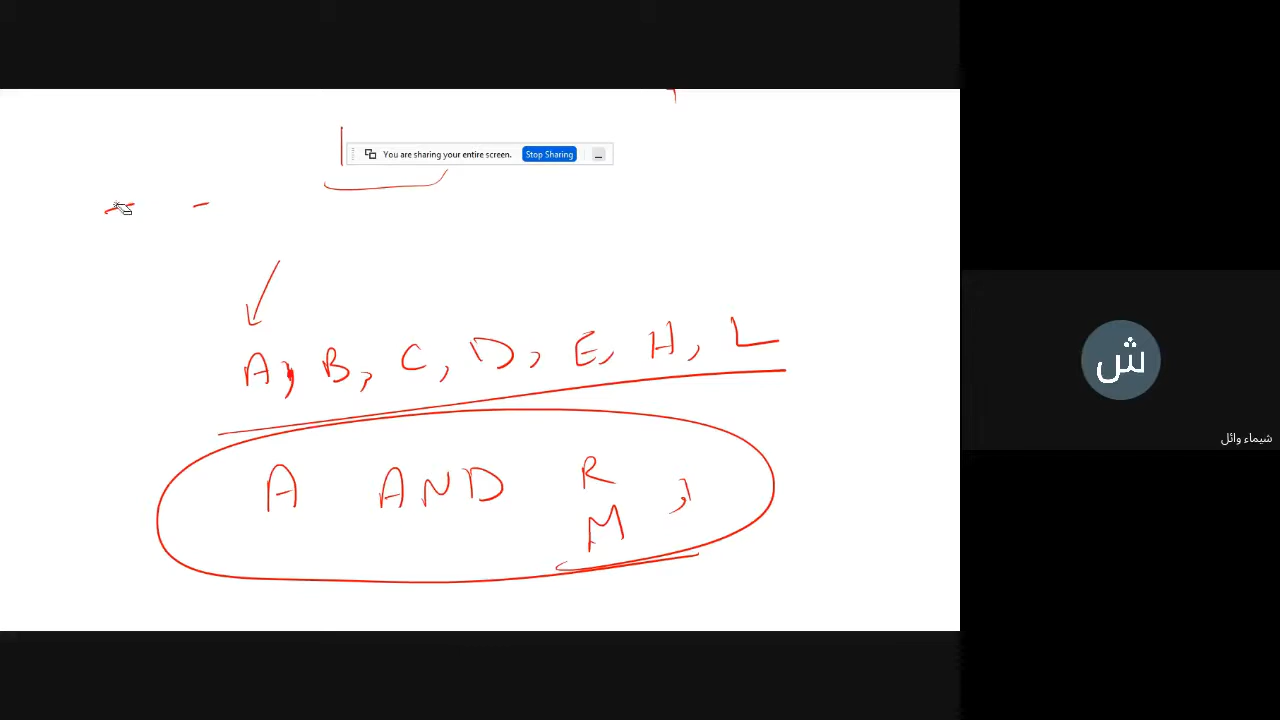 You are sharing your entire screen. Stop Sharing
A, B, C, D, E, H, L
ش
شيماء وائل
A AND R
M ,